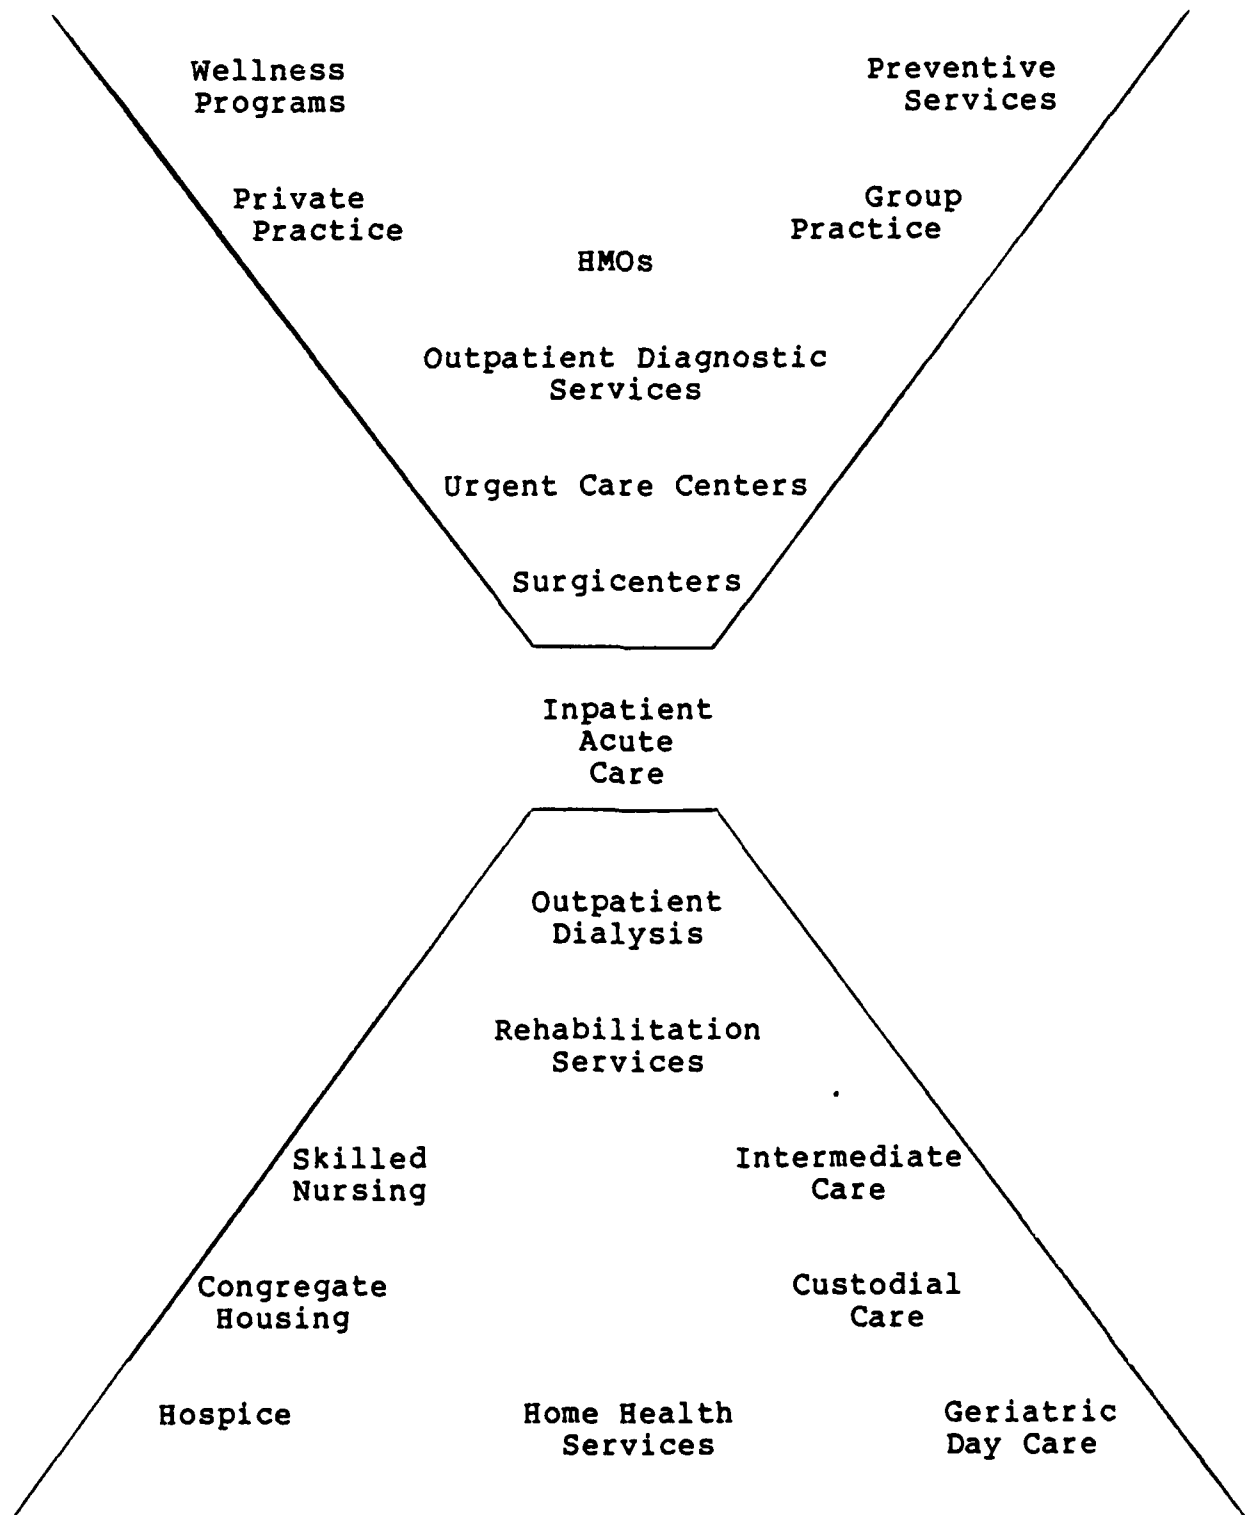 Wellness
Programs
Preventive
Services
Private
Practice
Group
Practice
HMOs
Outpatient Diagnostic
Services
Urgent Care Centers
Surgicenters
Inpatient
Acute
Care
Outpatient
Dialysis
Rehabilitation
Services
Skilled
Nursing
Intermediate
Care
Congregate
Housing
Custodial
Care
Hospice
Home Health
Services
Geriatric
Day Care